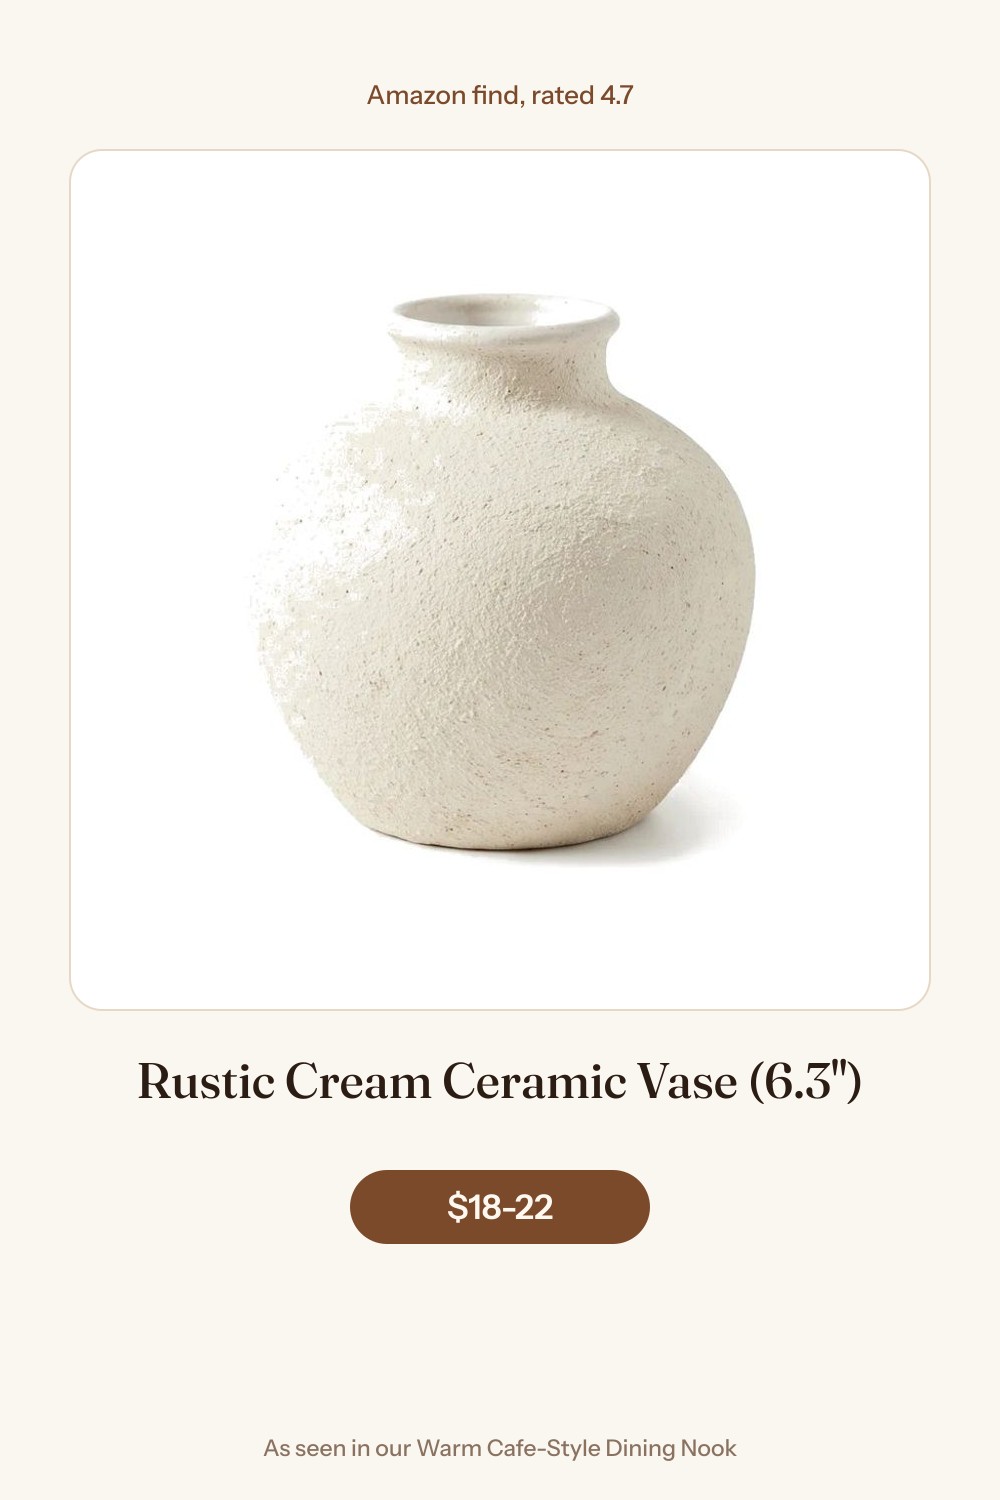 Amazon find, rated 4.7
Rustic Cream Ceramic Vase (6.3")
$18-22
As seen in our Warm Cafe-Style Dining Nook